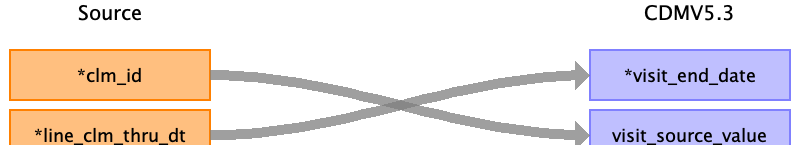 Source CDMV5.3
*clm_id *visit_end_date
*line_clm_thru_dt visit_source_value